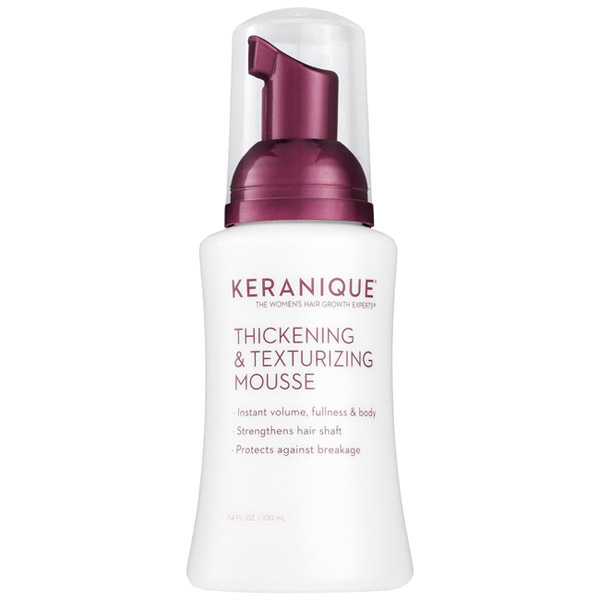 KERANIQUE®
THE WOMEN'S HAIR GROWTH EXPERTS℠
THICKENING
& TEXTURIZING
MOUSSE
· Instant volume, fullness & body
· Strengthens hair shaft
· Protects against breakage
3.4 FL OZ / 100 mL